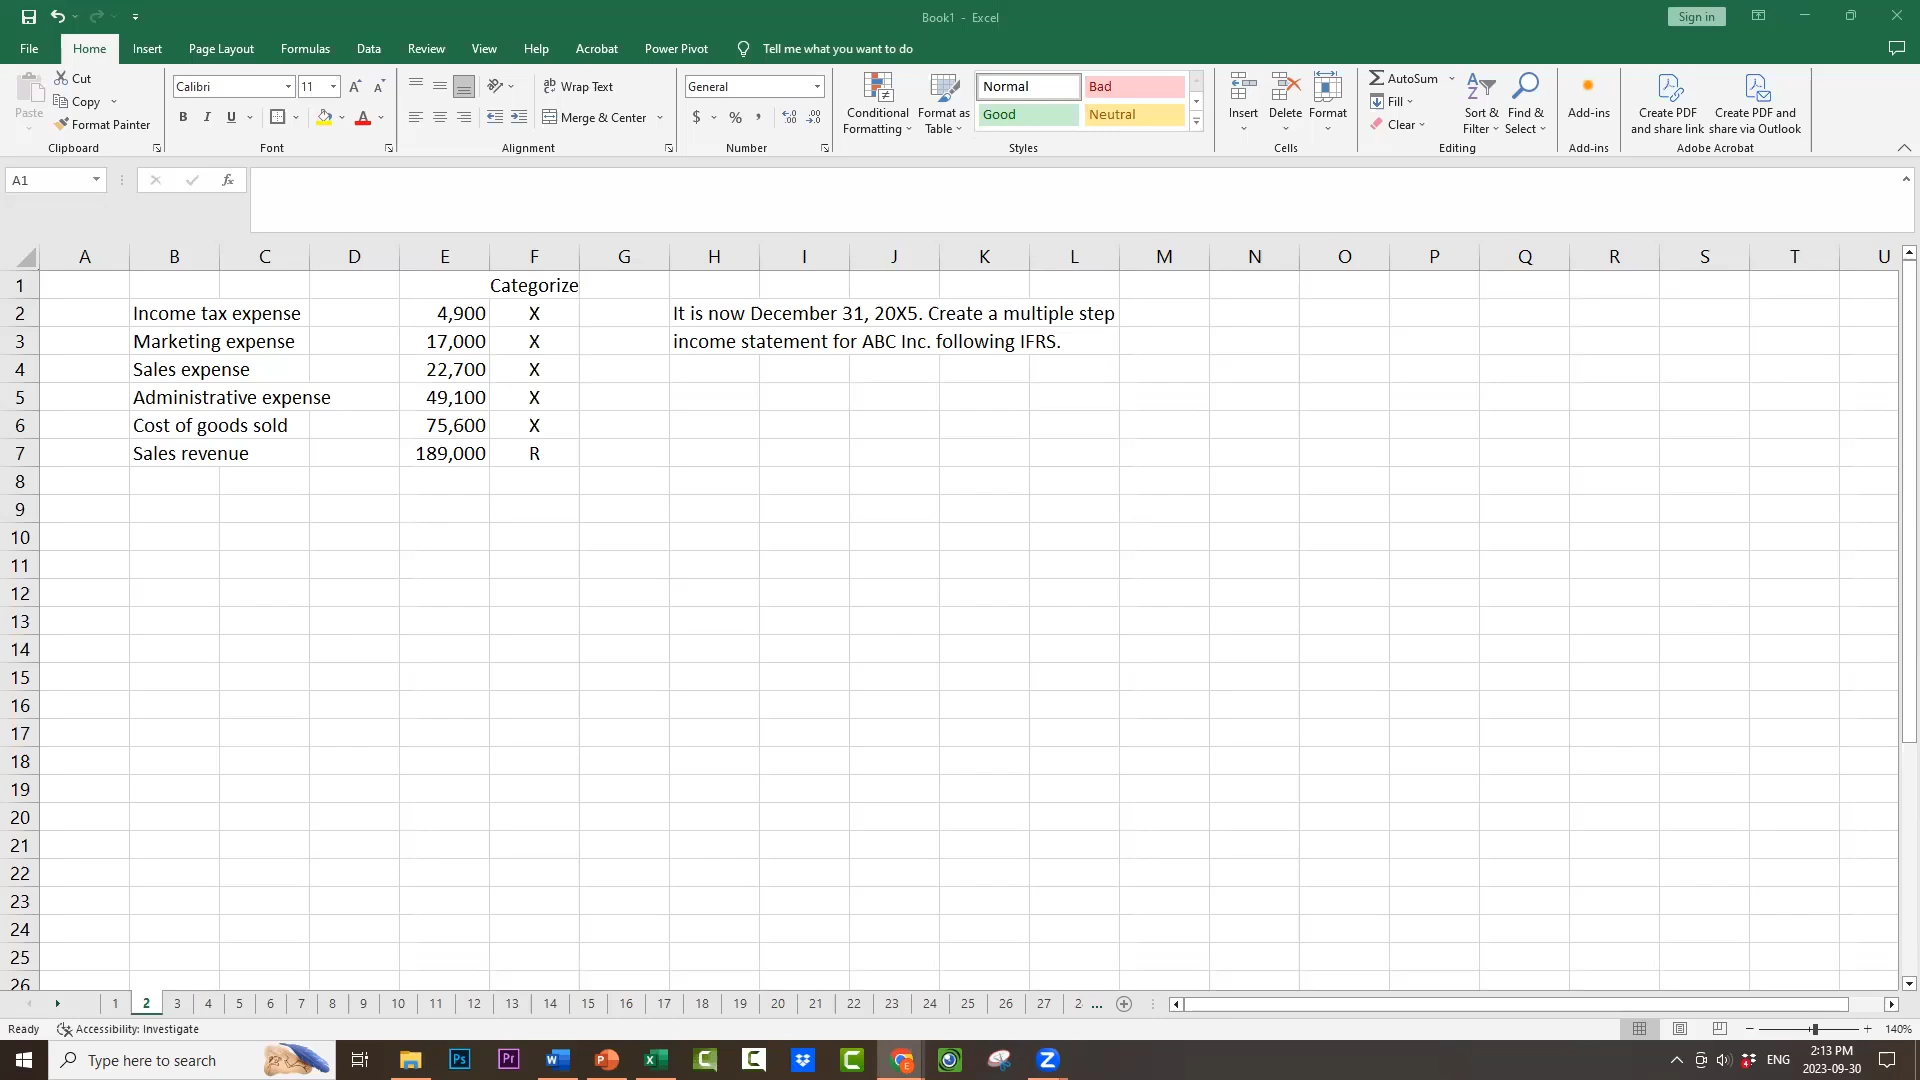 Book1 - Excel
Sign in
File Home Insert Page Layout Formulas Data Review View Help Acrobat Power Pivot Tell me what you want to do
Paste
Cut
Copy
Format Painter
Clipboard
Calibri 11
B I U
Font
Wrap Text
Merge & Center
Alignment
General
$ % ,
Number
Conditional Formatting
Format as Table
Normal Bad
Good Neutral
Styles
Insert Delete Format
Cells
AutoSum
Fill
Clear
Sort & Filter
Find & Select
Editing
Add-ins
Add-ins
Create PDF and share link
Create PDF and share via Outlook
Adobe Acrobat
A1 fx
A B C D E F G H I J K L M N O P Q R S T U
1 Categorize
2 Income tax expense 4,900 X It is now December 31, 20X5. Create a multiple step
3 Marketing expense 17,000 X income statement for ABC Inc. following IFRS.
4 Sales expense 22,700 X
5 Administrative expense 49,100 X
6 Cost of goods sold 75,600 X
7 Sales revenue 189,000 R
8
9
10
11
12
13
14
15
16
17
18
19
20
21
22
23
24
25
26
1 2 3 4 5 6 7 8 9 10 11 12 13 14 15 16 17 18 19 20 21 22 23 24 25 26 27 2 ...
Ready Accessibility: Investigate 140%
Type here to search
Ps Pr
ENG
2:13 PM
2023-09-30